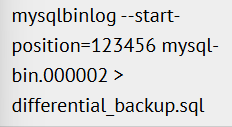 mysqlbinlog --start-
position=123456 mysql-
bin.000002 >
differential_backup.sql